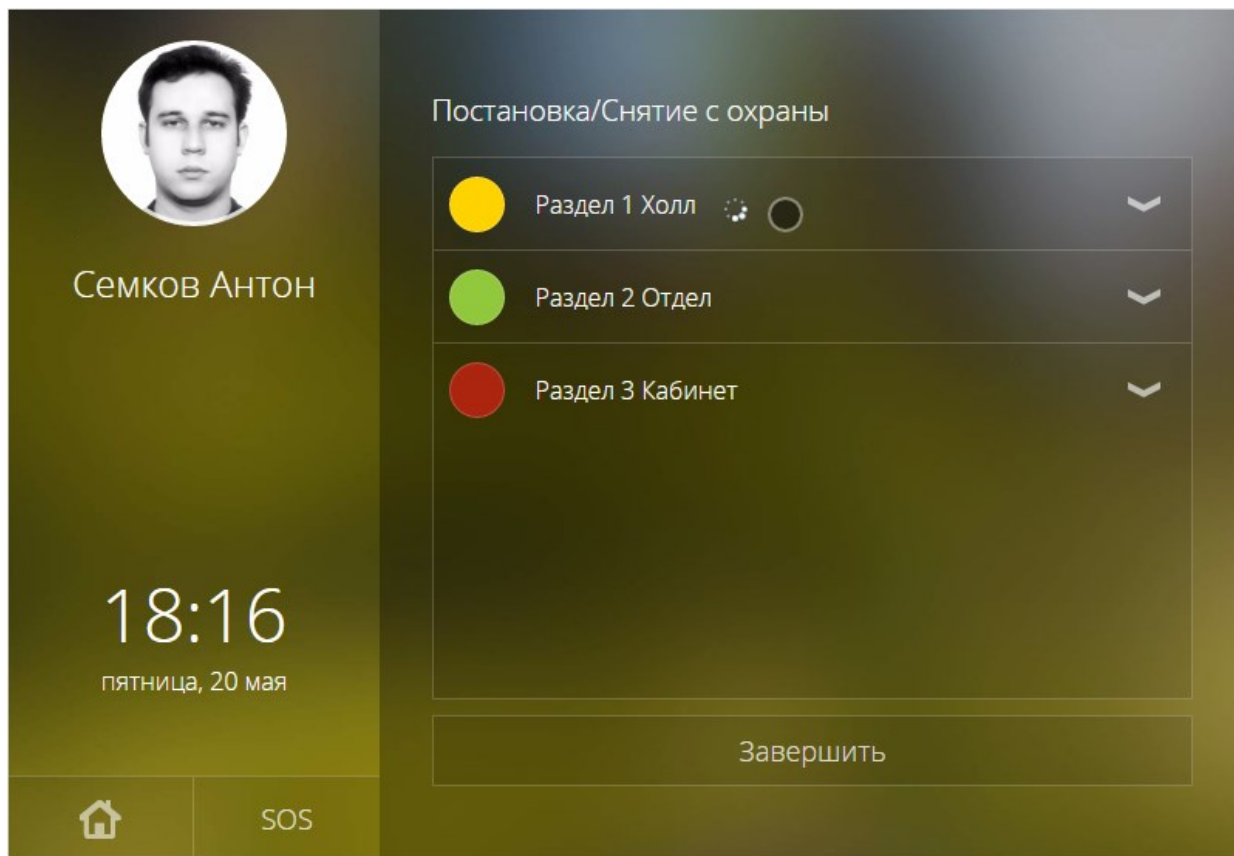 Семков Антон
18:16
пятница, 20 мая
SOS
Постановка/Снятие с охраны
Раздел 1 Холл
Раздел 2 Отдел
Раздел 3 Кабинет
Завершить